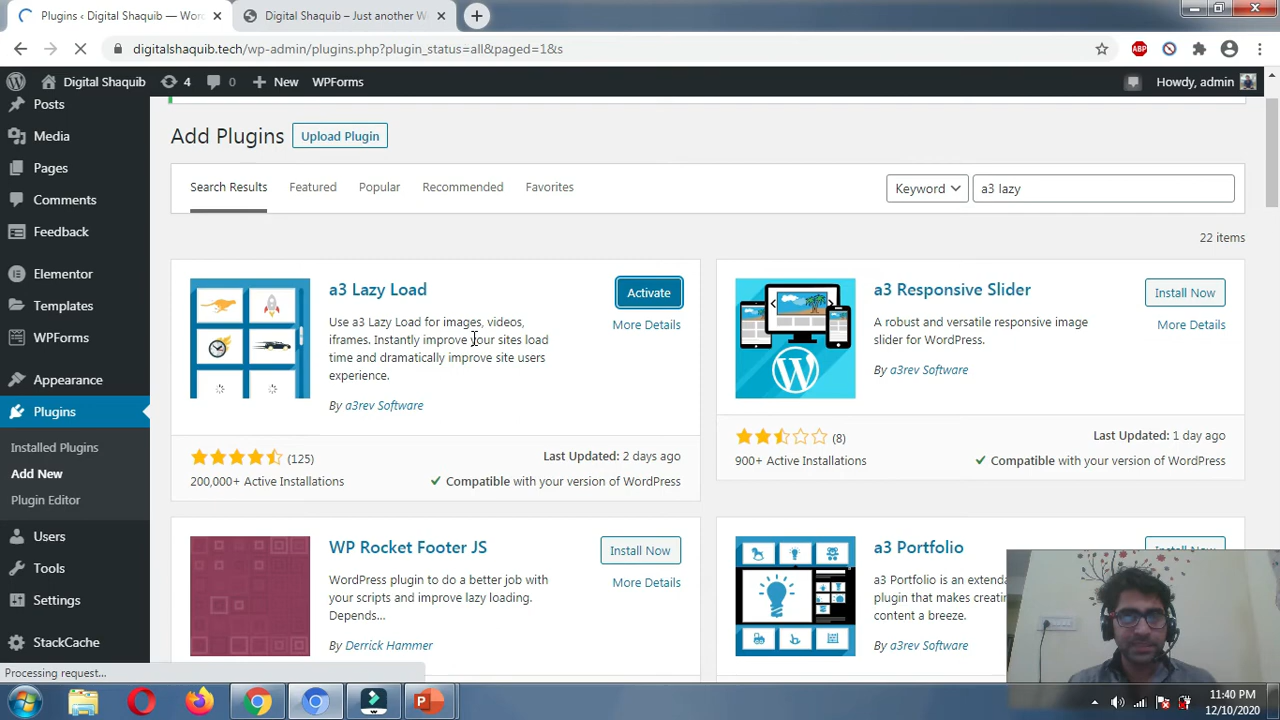 Plugins ‹ Digital Shaquib — Wor
Digital Shaquib – Just another W
digitalshaquib.tech/wp-admin/plugins.php?plugin_status=all&paged=1&s
ABP
Digital Shaquib
4
0
New
WPForms
Howdy, admin
Posts
Media
Pages
Comments
Feedback
Elementor
Templates
WPForms
Appearance
Plugins
Installed Plugins
Add New
Plugin Editor
Users
Tools
Settings
StackCache
Add Plugins
Upload Plugin
Search Results
Featured
Popular
Recommended
Favorites
Keyword
a3 lazy
22 items
a3 Lazy Load
Activate
More Details
Use a3 Lazy Load for images, videos,
iframes. Instantly improve your sites load
time and dramatically improve site users
experience.
By a3rev Software
(125)
200,000+ Active Installations
Last Updated: 2 days ago
Compatible with your version of WordPress
a3 Responsive Slider
Install Now
More Details
A robust and versatile responsive image
slider for WordPress.
By a3rev Software
(8)
900+ Active Installations
Last Updated: 1 day ago
Compatible with your version of WordPress
WP Rocket Footer JS
Install Now
More Details
WordPress plugin to do a better job with
your scripts and improve lazy loading.
Depends...
By Derrick Hammer
a3 Portfolio
Install Now
a3 Portfolio is an extenda
plugin that makes creatin
content a breeze.
By a3rev Software
Processing request...
11:40 PM
12/10/2020